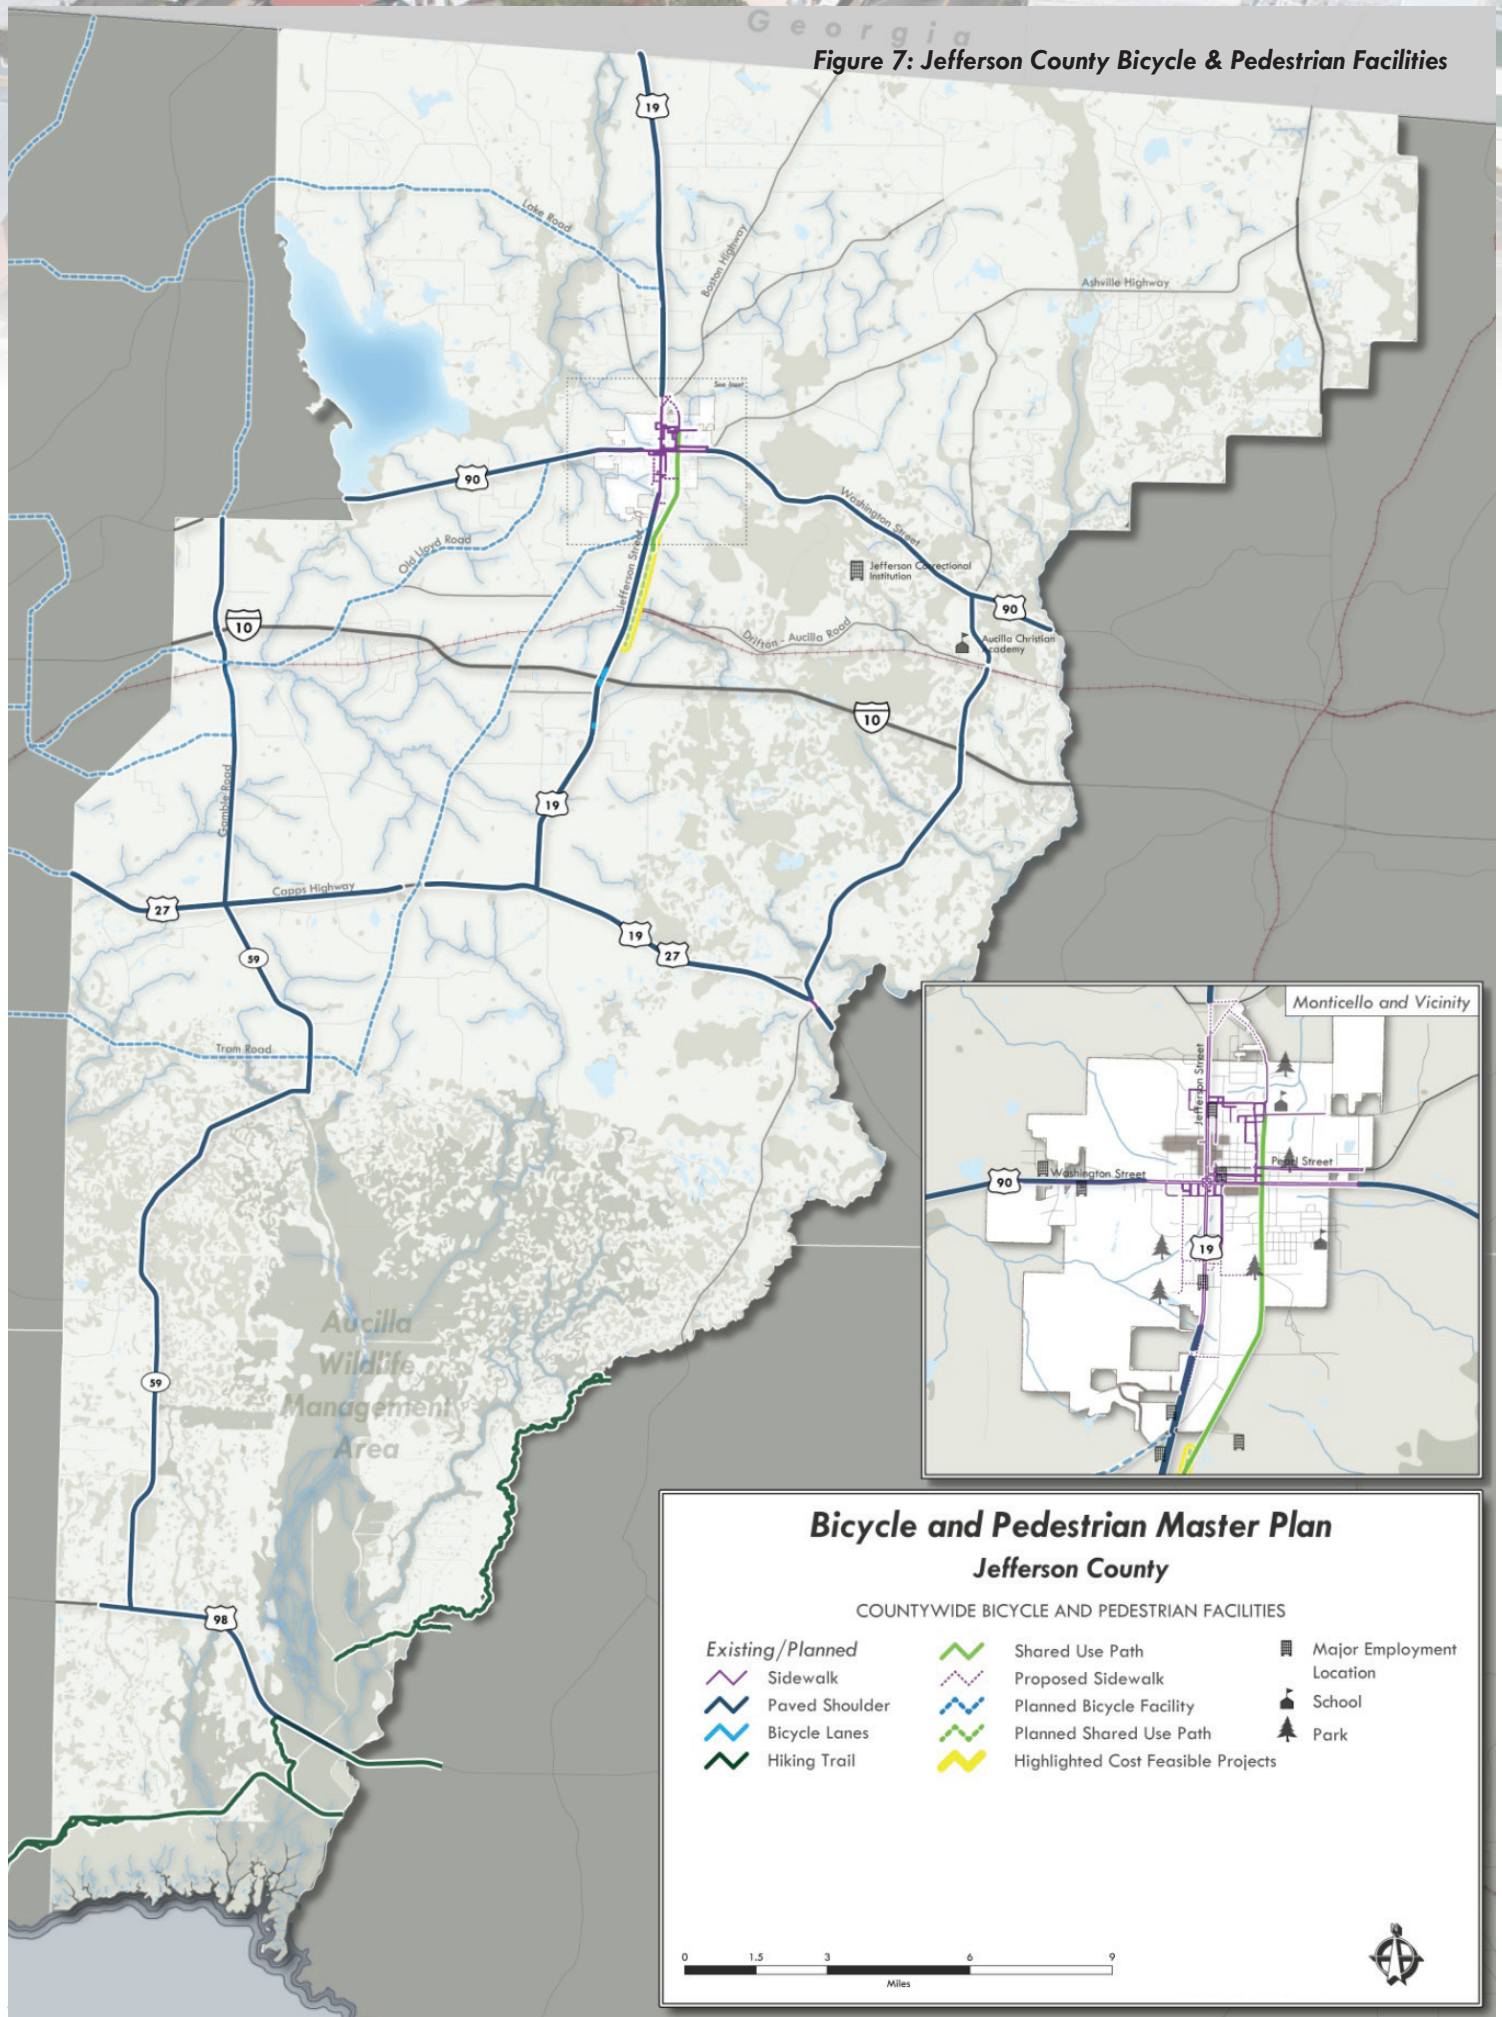 Georgia
Figure 7: Jefferson County Bicycle & Pedestrian Facilities
19
Lake Road
Boston Highway
Ashville Highway
See Inset
90
Washington Street
Old Lloyd Road
Jefferson Street
Jefferson Correctional
Institution
10
90
Drifton - Aucilla Road
Aucilla Christian
Academy
10
Gamble Road
19
Capps Highway
27
19
27
59
Tram Road
Monticello and Vicinity
Jefferson Street
Pearl Street
Washington Street
90
19
Aucilla
Wildlife
Management
Area
59
98
Bicycle and Pedestrian Master Plan
Jefferson County
COUNTYWIDE BICYCLE AND PEDESTRIAN FACILITIES
Existing/Planned
Sidewalk
Paved Shoulder
Bicycle Lanes
Hiking Trail
Shared Use Path
Proposed Sidewalk
Planned Bicycle Facility
Planned Shared Use Path
Highlighted Cost Feasible Projects
Major Employment
Location
School
Park
0 1.5 3 6 9
Miles